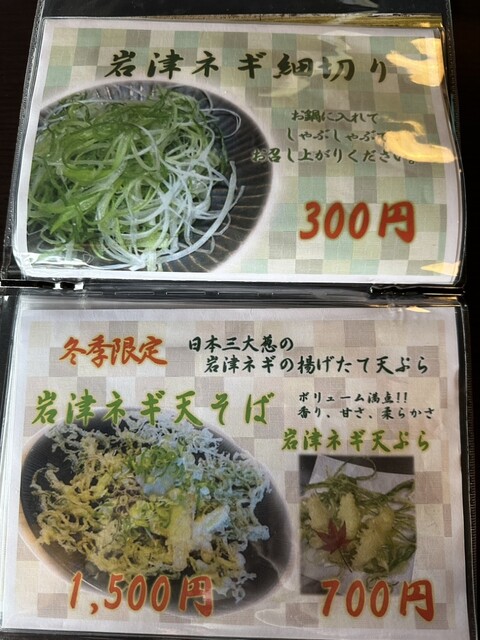 岩津ネギ細切り
お鍋に入れて
しゃぶしゃぶで
お召し上がりください。
300円
冬季限定
日本三大葱の
岩津ネギの揚げたて天ぷら
岩津ネギ天そば
ボリューム満点!!
香り、甘さ、柔らかさ
岩津ネギ天ぷら
1,500円
700円